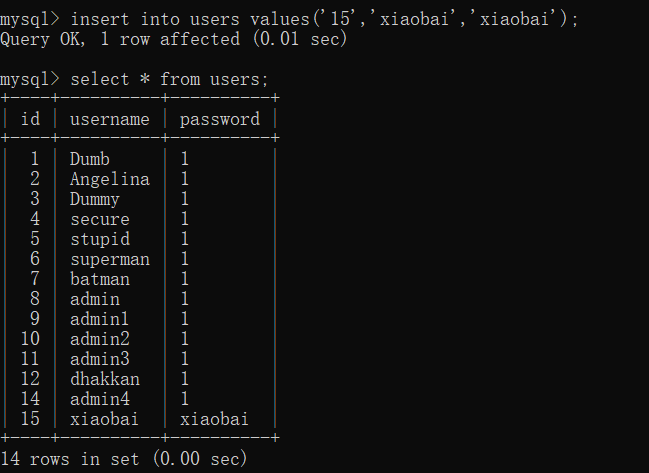 mysql> insert into users values('15','xiaobai','xiaobai');
Query OK, 1 row affected (0.01 sec)
mysql> select * from users;
+----+----------+----------+
| id | username | password |
+----+----------+----------+
| 1 | Dumb | 1 |
| 2 | Angelina | 1 |
| 3 | Dummy | 1 |
| 4 | secure | 1 |
| 5 | stupid | 1 |
| 6 | superman | 1 |
| 7 | batman | 1 |
| 8 | admin | 1 |
| 9 | admin1 | 1 |
| 10 | admin2 | 1 |
| 11 | admin3 | 1 |
| 12 | dhakkan | 1 |
| 14 | admin4 | 1 |
| 15 | xiaobai | xiaobai |
+----+----------+----------+
14 rows in set (0.00 sec)